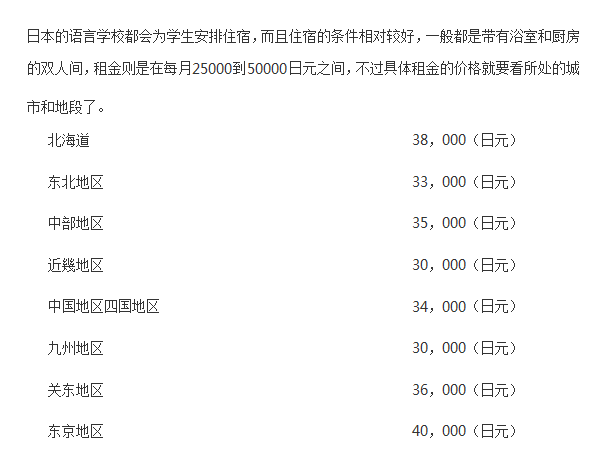 日本的语言学校都会为学生安排住宿，而且住宿的条件相对较好，一般都是带有浴室和厨房
的双人间，租金则是在每月25000到50000日元之间，不过具体租金的价格就要看所处的城
市和地段了。
北海道 38，000（日元）
东北地区 33，000（日元）
中部地区 35，000（日元）
近幾地区 30，000（日元）
中国地区四国地区 34，000（日元）
九州地区 30，000（日元）
关东地区 36，000（日元）
东京地区 40，000（日元）